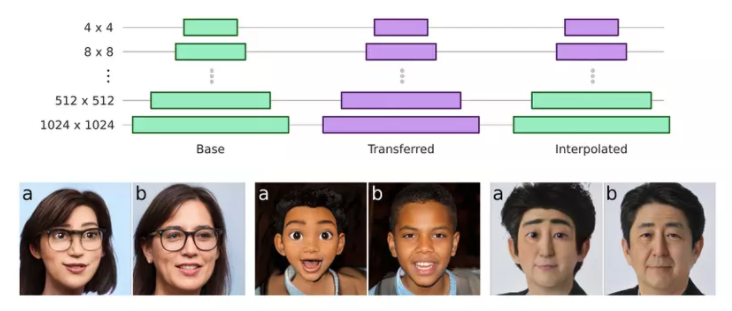 4 x 4
8 x 8
512 x 512
1024 x 1024
Base Transferred Interpolated
a b a b a b